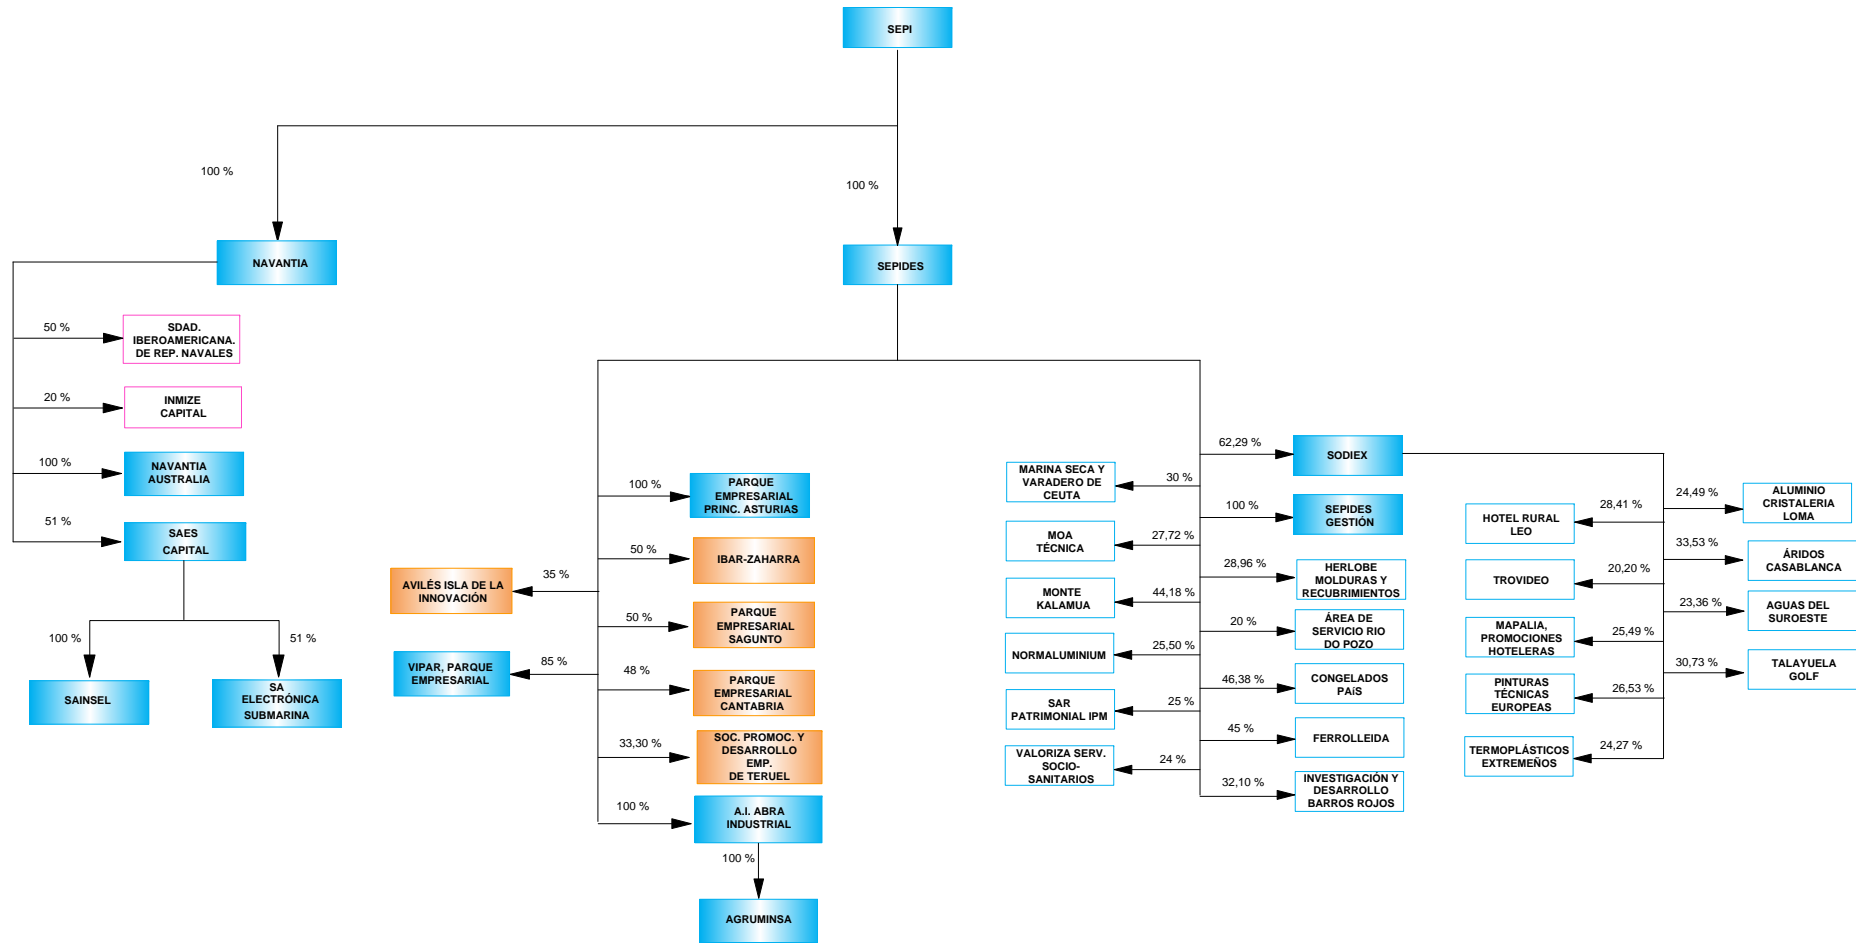 SEPI
100 %
100 %
NAVANTIA
SEPIDES
50 %
SDAD.
IBEROAMERICANA.
DE REP. NAVALES
20 %
INMIZE
CAPITAL
100 %
NAVANTIA
AUSTRALIA
51 %
SAES
CAPITAL
100 %
51 %
SAINSEL
SA
ELECTRÓNICA
SUBMARINA
100 %
PARQUE
EMPRESARIAL
PRINC. ASTURIAS
50 %
IBAR-ZAHARRA
35 %
AVILÉS ISLA DE LA
INNOVACIÓN
50 %
PARQUE
EMPRESARIAL
SAGUNTO
85 %
VIPAR, PARQUE
EMPRESARIAL
48 %
PARQUE
EMPRESARIAL
CANTABRIA
33,30 %
SOC. PROMOC. Y
DESARROLLO
EMP.
DE TERUEL
100 %
A.I. ABRA
INDUSTRIAL
100 %
AGRUMINSA
62,29 %
SODIEX
MARINA SECA Y
VARADERO DE
CEUTA
30 %
100 %
SEPIDES
GESTIÓN
MOA
TÉCNICA
27,72 %
28,96 %
HERLOBE
MOLDURAS Y
RECUBRIMIENTOS
MONTE
KALAMUA
44,18 %
20 %
ÁREA DE
SERVICIO RIO
DO POZO
NORMALUMINIUM
25,50 %
46,38 %
CONGELADOS
PAíS
SAR
PATRIMONIAL IPM
25 %
45 %
FERROLLEIDA
VALORIZA SERV.
SOCIO-
SANITARIOS
24 %
32,10 %
INVESTIGACIÓN Y
DESARROLLO
BARROS ROJOS
24,49 %
ALUMINIO
CRISTALERIA
LOMA
HOTEL RURAL
LEO
28,41 %
33,53 %
ÁRIDOS
CASABLANCA
TROVIDEO
20,20 %
23,36 %
AGUAS DEL
SUROESTE
MAPALIA,
PROMOCIONES
HOTELERAS
25,49 %
30,73 %
TALAYUELA
GOLF
PINTURAS
TÉCNICAS
EUROPEAS
26,53 %
TERMOPLÁSTICOS
EXTREMEÑOS
24,27 %